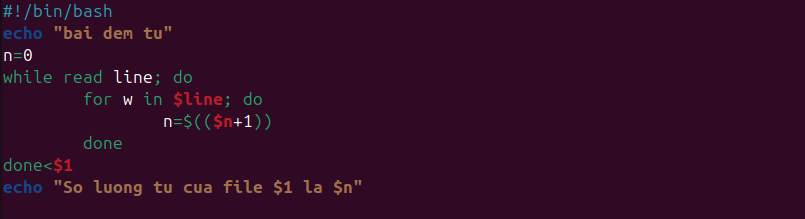 #!/bin/bash
echo "bai dem tu"
n=0
while read line; do
        for w in $line; do
                n=$(($n+1))
        done
done<$1
echo "So luong tu cua file $1 la $n"